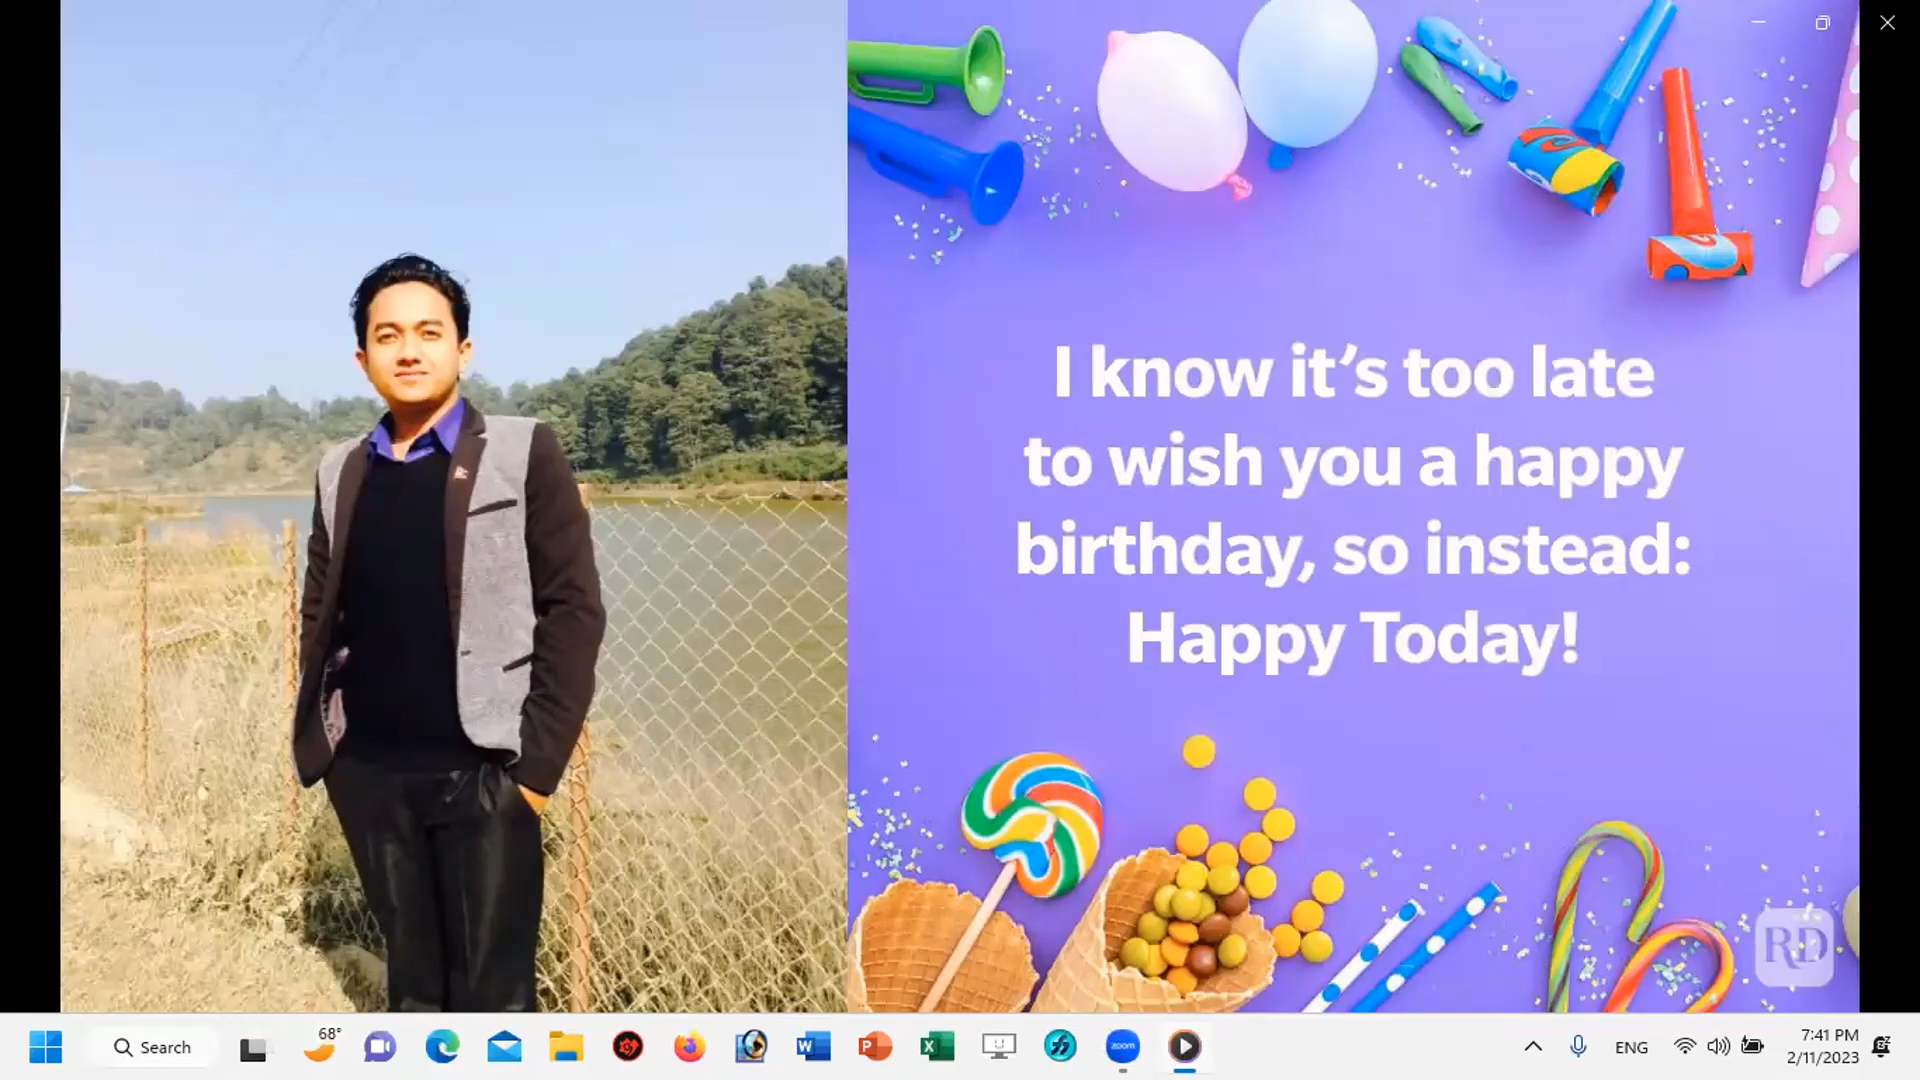 I know it's too late
to wish you a happy
birthday, so instead:
Happy Today!
RD
68°
Search
zoom
ENG
7:41 PM
2/11/2023